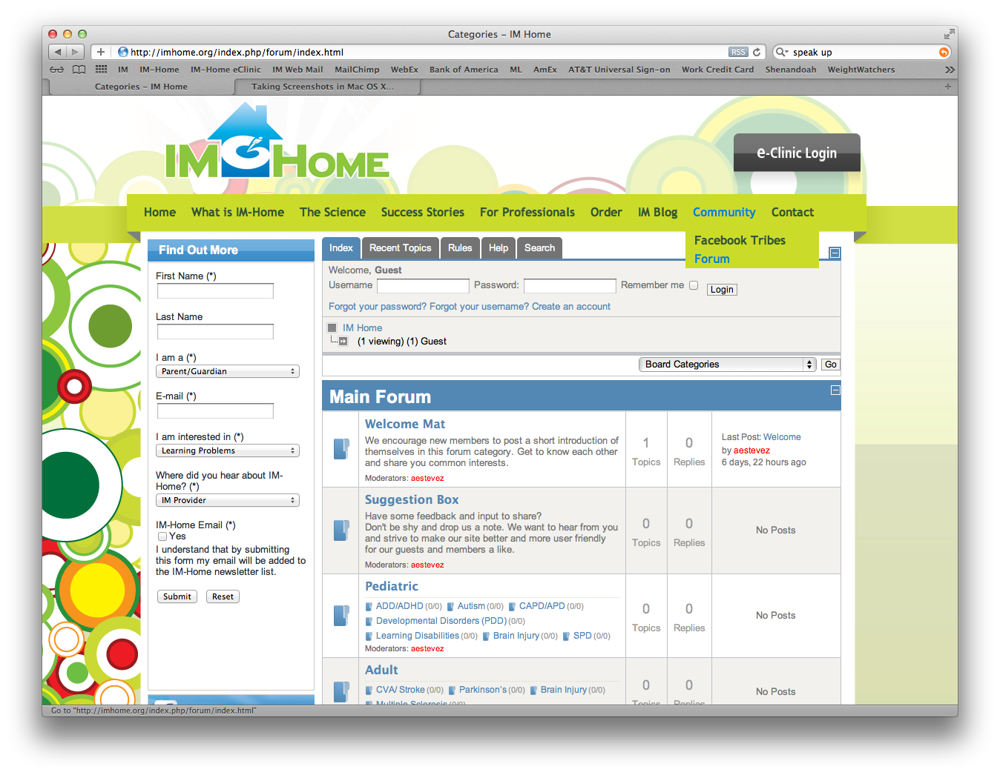 Categories – IM Home
http://imhome.org/index.php/forum/index.html
RSS
speak up
IM IM-Home IM-Home eClinic IM Web Mail MailChimp WebEx Bank of America ML AmEx AT&T Universal Sign-on Work Credit Card Shenandoah WeightWatchers
Categories – IM Home
Taking Screenshots in Mac OS X...
IM HOME
e-Clinic Login
Home What is IM-Home The Science Success Stories For Professionals Order IM Blog Community Contact
Facebook Tribes
Forum
Find Out More
First Name (*)
Last Name
I am a (*)
Parent/Guardian
E-mail (*)
I am interested in (*)
Learning Problems
Where did you hear about IM-
Home? (*)
IM Provider
IM-Home Email (*)
Yes
I understand that by submitting
this form my email will be added to
the IM-Home newsletter list.
Submit Reset
Index Recent Topics Rules Help Search
Welcome, Guest
Username Password: Remember me Login
Forgot your password? Forgot your username? Create an account
IM Home
(1 viewing) (1) Guest
Board Categories Go
Main Forum
Welcome Mat
We encourage new members to post a short introduction of
themselves in this forum category. Get to know each other
and share you common interests.
Moderators: aestevez
1
Topics
0
Replies
Last Post: Welcome
by aestevez
6 days, 22 hours ago
Suggestion Box
Have some feedback and input to share?
Don't be shy and drop us a note. We want to hear from you
and strive to make our site better and more user friendly
for our guests and members a like.
Moderators: aestevez
0
Topics
0
Replies
No Posts
Pediatric
ADD/ADHD (0/0) Autism (0/0) CAPD/APD (0/0)
Developmental Disorders (PDD) (0/0)
Learning Disabilities (0/0) Brain Injury (0/0) SPD (0/0)
Moderators: aestevez
0
Topics
0
Replies
No Posts
Adult
CVA/ Stroke (0/0) Parkinson's (0/0) Brain Injury (0/0)
Multiple Sclerosis (0/0)
0
Topics
0
Replies
No Posts
Go to "http://imhome.org/index.php/forum/index.html"